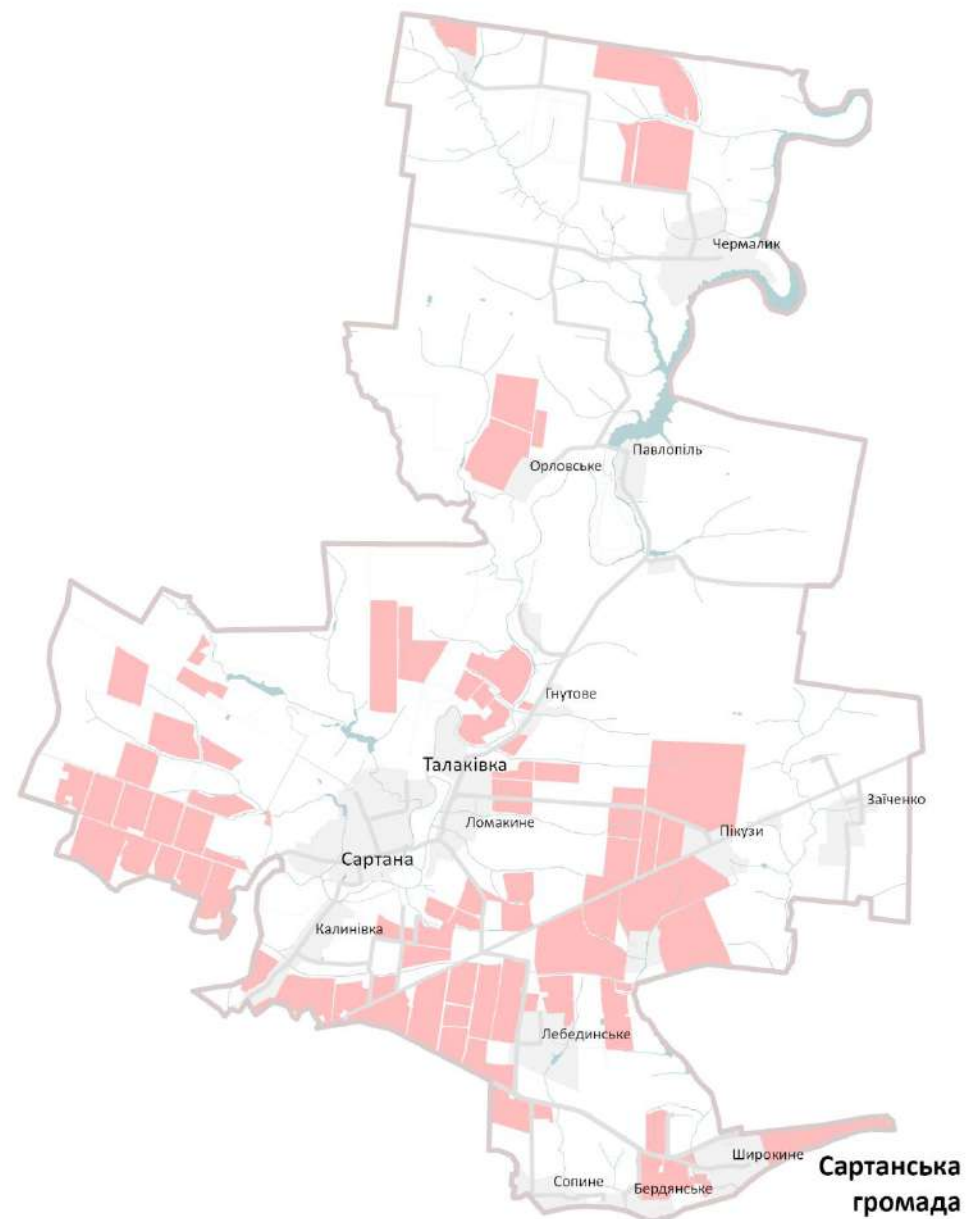 Чермалик
Павлопіль
Орловське
Гнутове
Талаківка
Заїченко
Ломакине
Пікузи
Сартана
Калинівка
Лебединське
Широкине
Сартанська
громада
Сопине
Бердянське